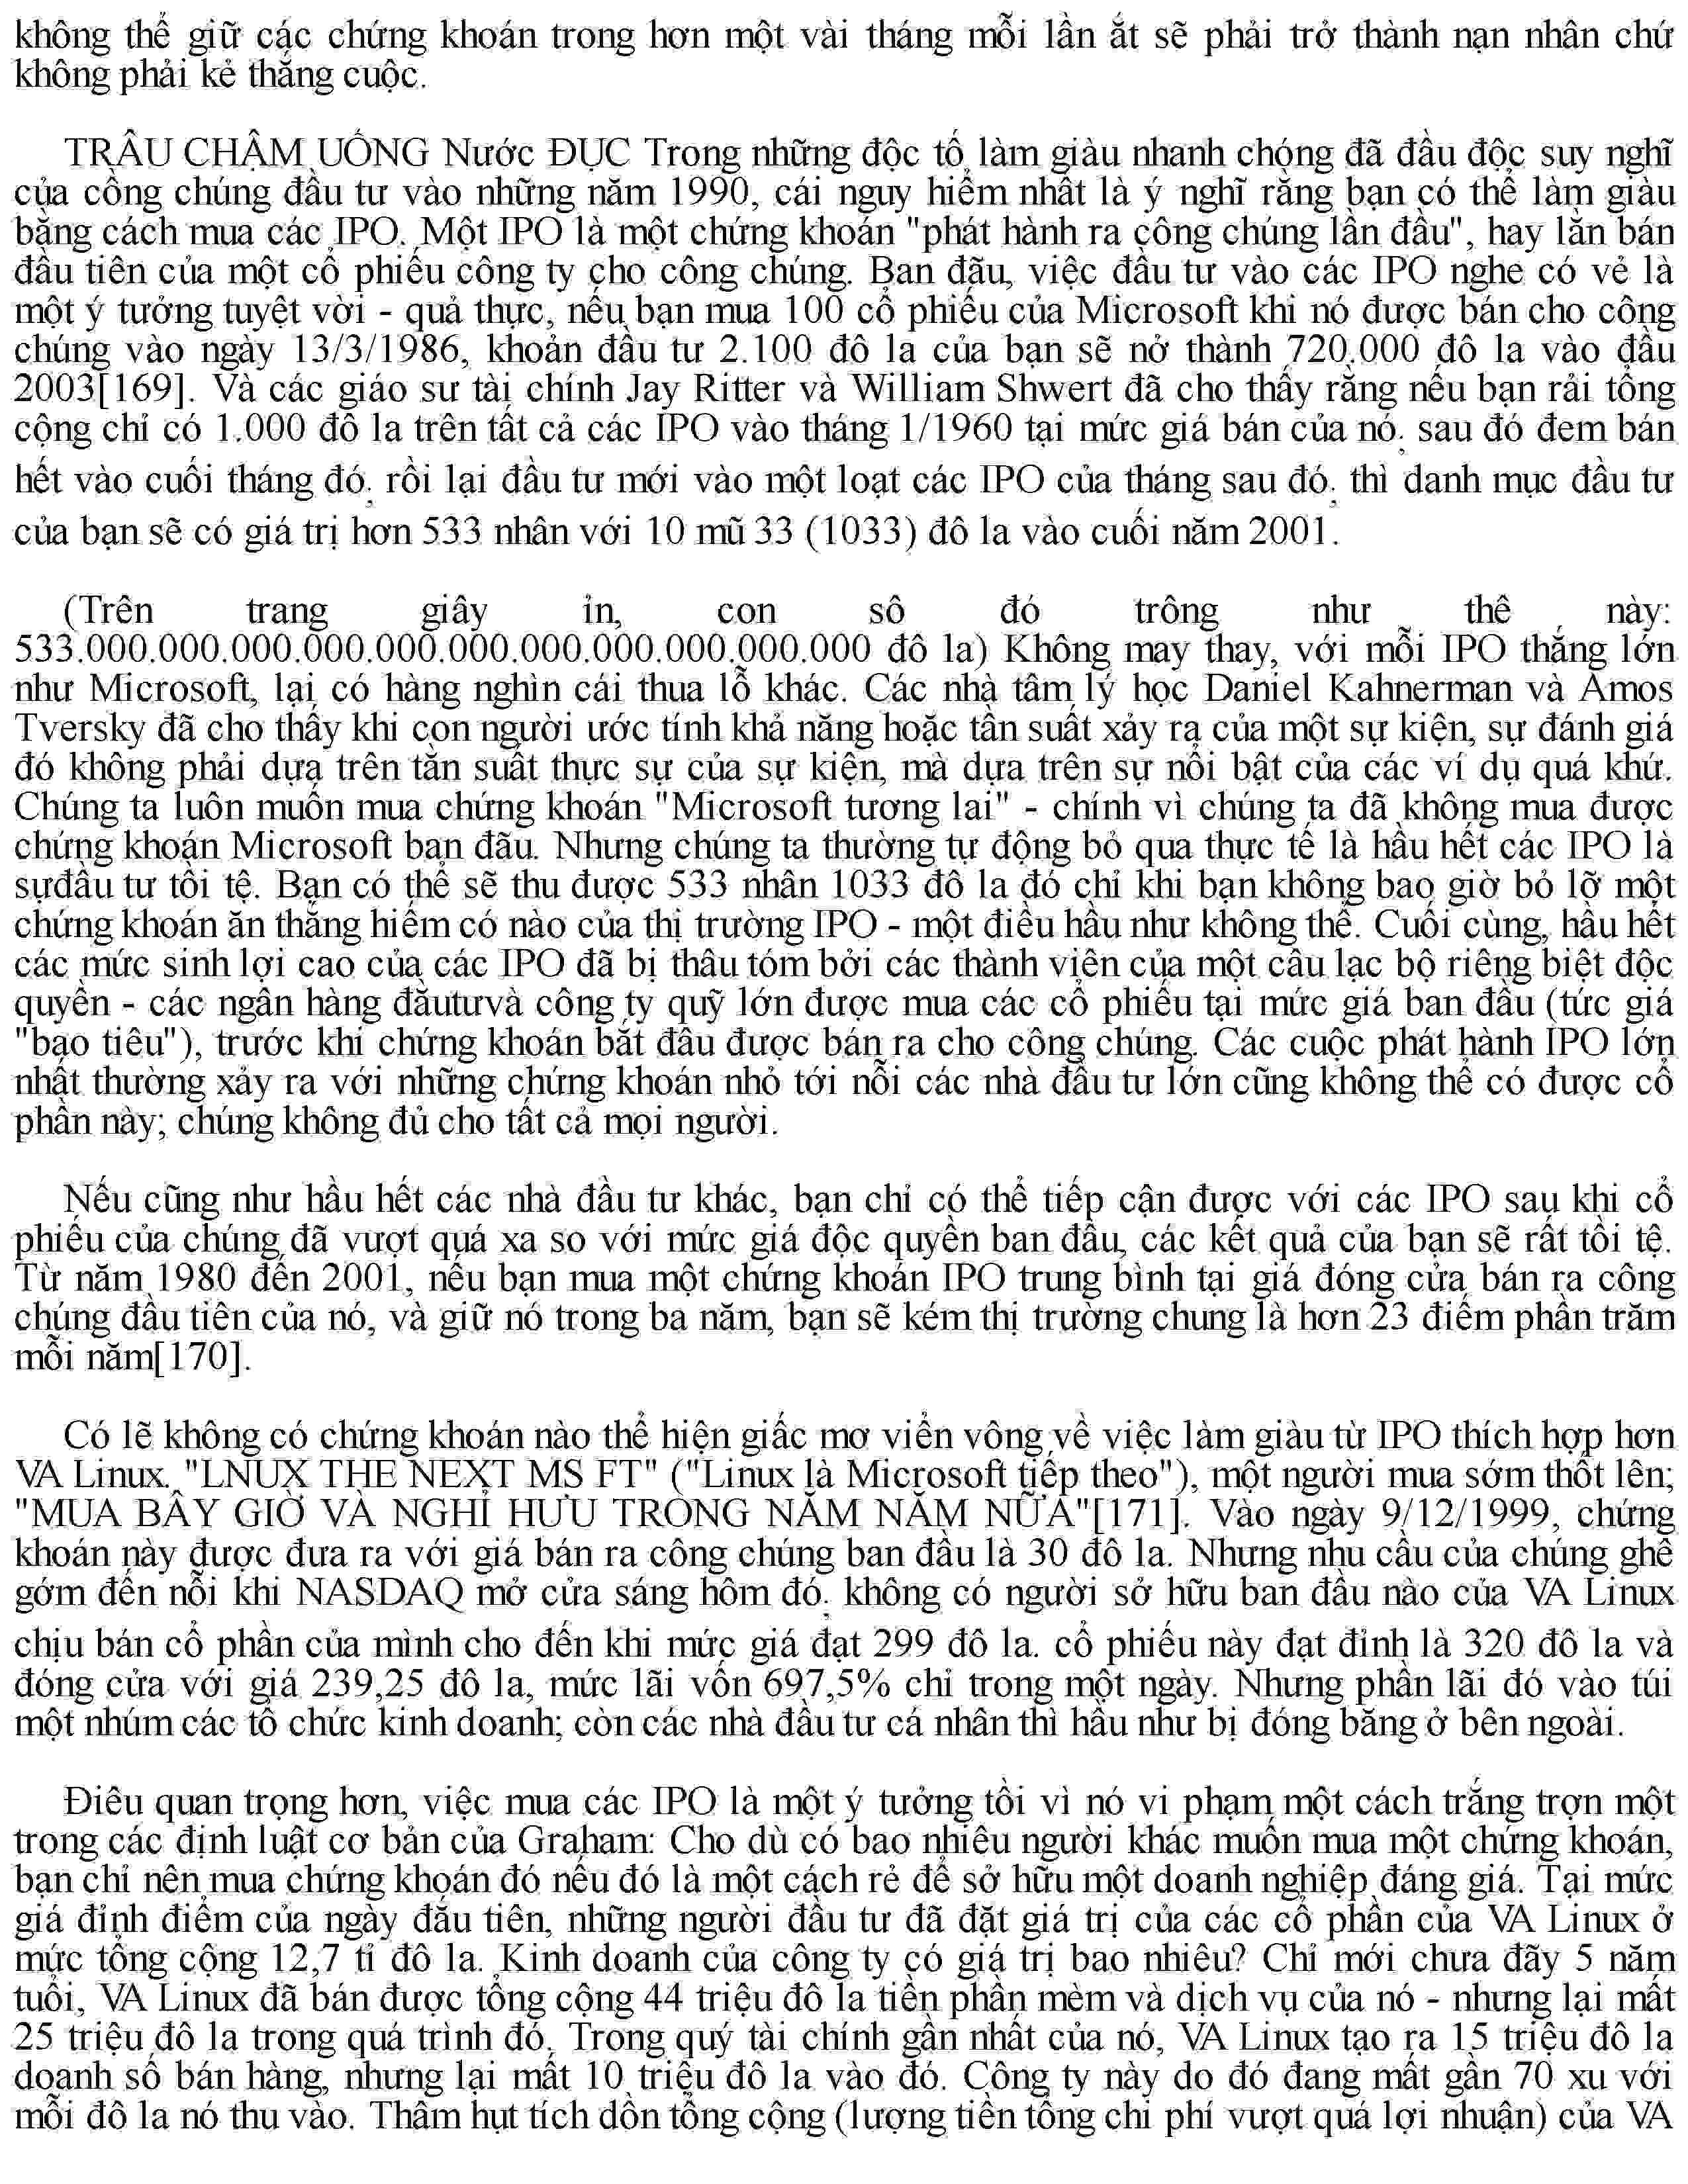 không thể giữ các chứng khoán trong hơn một vài tháng mỗi lần ắt sẽ phải trở thành nạn nhân chứ
không phải kẻ thắng cuộc.
TRÂU CHẬM UỐNG Nước ĐỤC Trong những độc tố làm giàu nhanh chóng đã đầu độc suy nghĩ
của cồng chúng đầu tư vào những năm 1990, cái nguy hiểm nhất là ý nghĩ rằng bạn có thể làm giàu
bằng cách mua các IPO. Một IPO là một chứng khoán "phát hành ra công chúng lần đầu", hay lằn bán
đầu tiên của một cổ phiếu công ty cho công chúng. Ban đậu, việc đầu tư vào các IPO nghe có vẻ là
một ý tưởng tuyệt vời - quả thực, nếu bạn mua 100 cổ phiếu của Microsoft khi nó được bán cho công
chúng vào ngày 13/3/1986, khoản đầu tư 2.100 đô la của bạn sẽ nở thành 720.000 đô la vào đầu
2003[169]. Và các giáo sư tài chính Jay Ritter và William Shwert đã cho thấy rằng nếu bạn rải tổng
cộng chỉ có 1.000 đô la trên tất cả các IPO vào tháng 1/1960 tại mức giá bán của nó, sau đó đem bán
hết vào cuối tháng đó, rồi lại đầu tư mới vào một loạt các IPO của tháng sau đó, thì danh mục đầu tư
của bạn sẽ có giá trị hơn 533 nhân với 10 mũ 33 (1033) đô la vào cuối năm 2001.
(Trên trang giây in, con sô đó trông như thê này:
533.000.000.000.000.000.000.000.000.000.000.000 đô la) Không may thay, với mỗi IPO thắng lớn
như Microsoft, lại có hàng nghìn cái thua lỗ khác. Các nhà tâm lý học Daniel Kahnerman và Amos
Tversky đã cho thấy khi con người ước tính khả năng hoặc tần suất xảy ra của một sự kiện, sự đánh giá
đó không phải dựa trên tằn suất thực sự của sự kiện, mà dựa trên sự nổi bật của các ví dụ quá khứ.
Chúng ta luôn muốn mua chứng khoán "Microsoft tương lai" - chính vì chúng ta đã không mua được
chứng khoán Microsoft ban đãu. Nhưng chúng ta thường tự động bỏ qua thực tế là hầu hết các IPO là
sựđầu tư tồi tệ. Bạn có thể sẽ thu được 533 nhân 1033 đô la đó chỉ khi bạn không bao giờ bỏ lỡ một
chứng khoán ăn thắng hiếm có nào của thị trường IPO - một điều hầu như không thể. Cuối cùng, hầu hết
các mức sinh lợi cao của các IPO đã bị thâu tóm bởi các thành viên của một câu lạc bộ riêng biệt độc
quyền - các ngân hàng đằutưvà công ty quỹ lớn được mua các cổ phiếu tại mức giá ban đầu (tức giá
"bao tiêu"), trước khi chứng khoán bắt đầu được bán ra cho công chúng. Các cuộc phát hành IPO lớn
nhất thường xảy ra với những chứng khoán nhỏ tới nỗi các nhà đầu tư lớn cũng không thể có được cổ
phần này; chúng không đủ cho tất cả mọi người.
Nếu cũng như hầu hết các nhà đầu tư khác, bạn chỉ có thể tiếp cận được với các IPO sau khi cổ
phiếu của chúng đã vượt quá xa so với mức giá độc quyền ban đầu, các kết quả của bạn sẽ rất tồi tệ.
Từ năm 1980 đến 2001, nếu bạn mua một chứng khoán IPO trung bình tại giá đóng cửa bán ra công
chúng đầu tiên của nó, và giữ nó trong ba năm, bạn sẽ kém thị trường chung là hơn 23 điểm phần trăm
mỗi năm[170].
Có lẽ không có chứng khoán nào thể hiện giấc mơ viển vông về việc làm giàu từ IPO thích hợp hơn
VA Linux. "LNUX THE NEXT MS FT" ("Linux là Microsoft tiếp theo"), một người mua sớm thốt lên;
"MUA BÂY GIỜ VÀ NGHỈ HƯU TRONG NĂM NĂM NỮA"[171]. Vào ngày 9/12/1999, chứng
khoán này được đưa ra với giá bán ra công chúng ban đầu là 30 đô la. Nhưng nhu cầu của chúng ghê
gớm đến nỗi khi NASDAQ mở cửa sáng hôm đó, không có người sở hữu ban đầu nào của VA Linux
chịu bán cổ phần của mình cho đến khi mức giá đạt 299 đô la. cổ phiếu này đạt đỉnh là 320 đô la và
đóng cửa với giá 239,25 đô la, mức lãi vốn 697,5% chỉ trong một ngày. Nhưng phần lãi đó vào túi
một nhúm các tổ chức kinh doanh; còn các nhà đầu tư cá nhân thì hầu như bị đóng băng ở bên ngoài.
Điêu quan trọng hơn, việc mua các IPO là một ý tưởng tồi vì nó vi phạm một cách trắng trợn một
trong các định luật cơ bản của Graham: Cho dù có bao nhiêu người khác muốn mua một chứng khoán,
bạn chỉ nên mua chứng khoán đó nếu đó là một cách rẻ để sở hữu một doanh nghiệp đáng giá. Tại mức
giá đỉnh điểm của ngày đắu tiên, những người đầu tư đã đặt giá trị của các cổ phần của VA Linux ở
mức tổng cộng 12,7 tỉ đô la. Kinh doanh của công ty có giá trị bao nhiêu? Chỉ mới chưa đãy 5 năm
tuổi, VA Linux đã bán được tổng cộng 44 triệu đô la tiền phần mèm và dịch vụ của nó - nhưng lại mất
25 triệu đô la trong quá trình đó. Trong quý tài chính gần nhất của nó, VA Linux tạo ra 15 triệu đô la
doanh số bán hàng, nhưng lại mất 10 triệu đô la vào đó. Công ty này do đó đang mất gần 70 xu với
mỗi đô la nó thu vào. Thâm hụt tích dồn tổng cộng (lượng tiền tổng chi phí vượt quá lợi nhuận) của VA